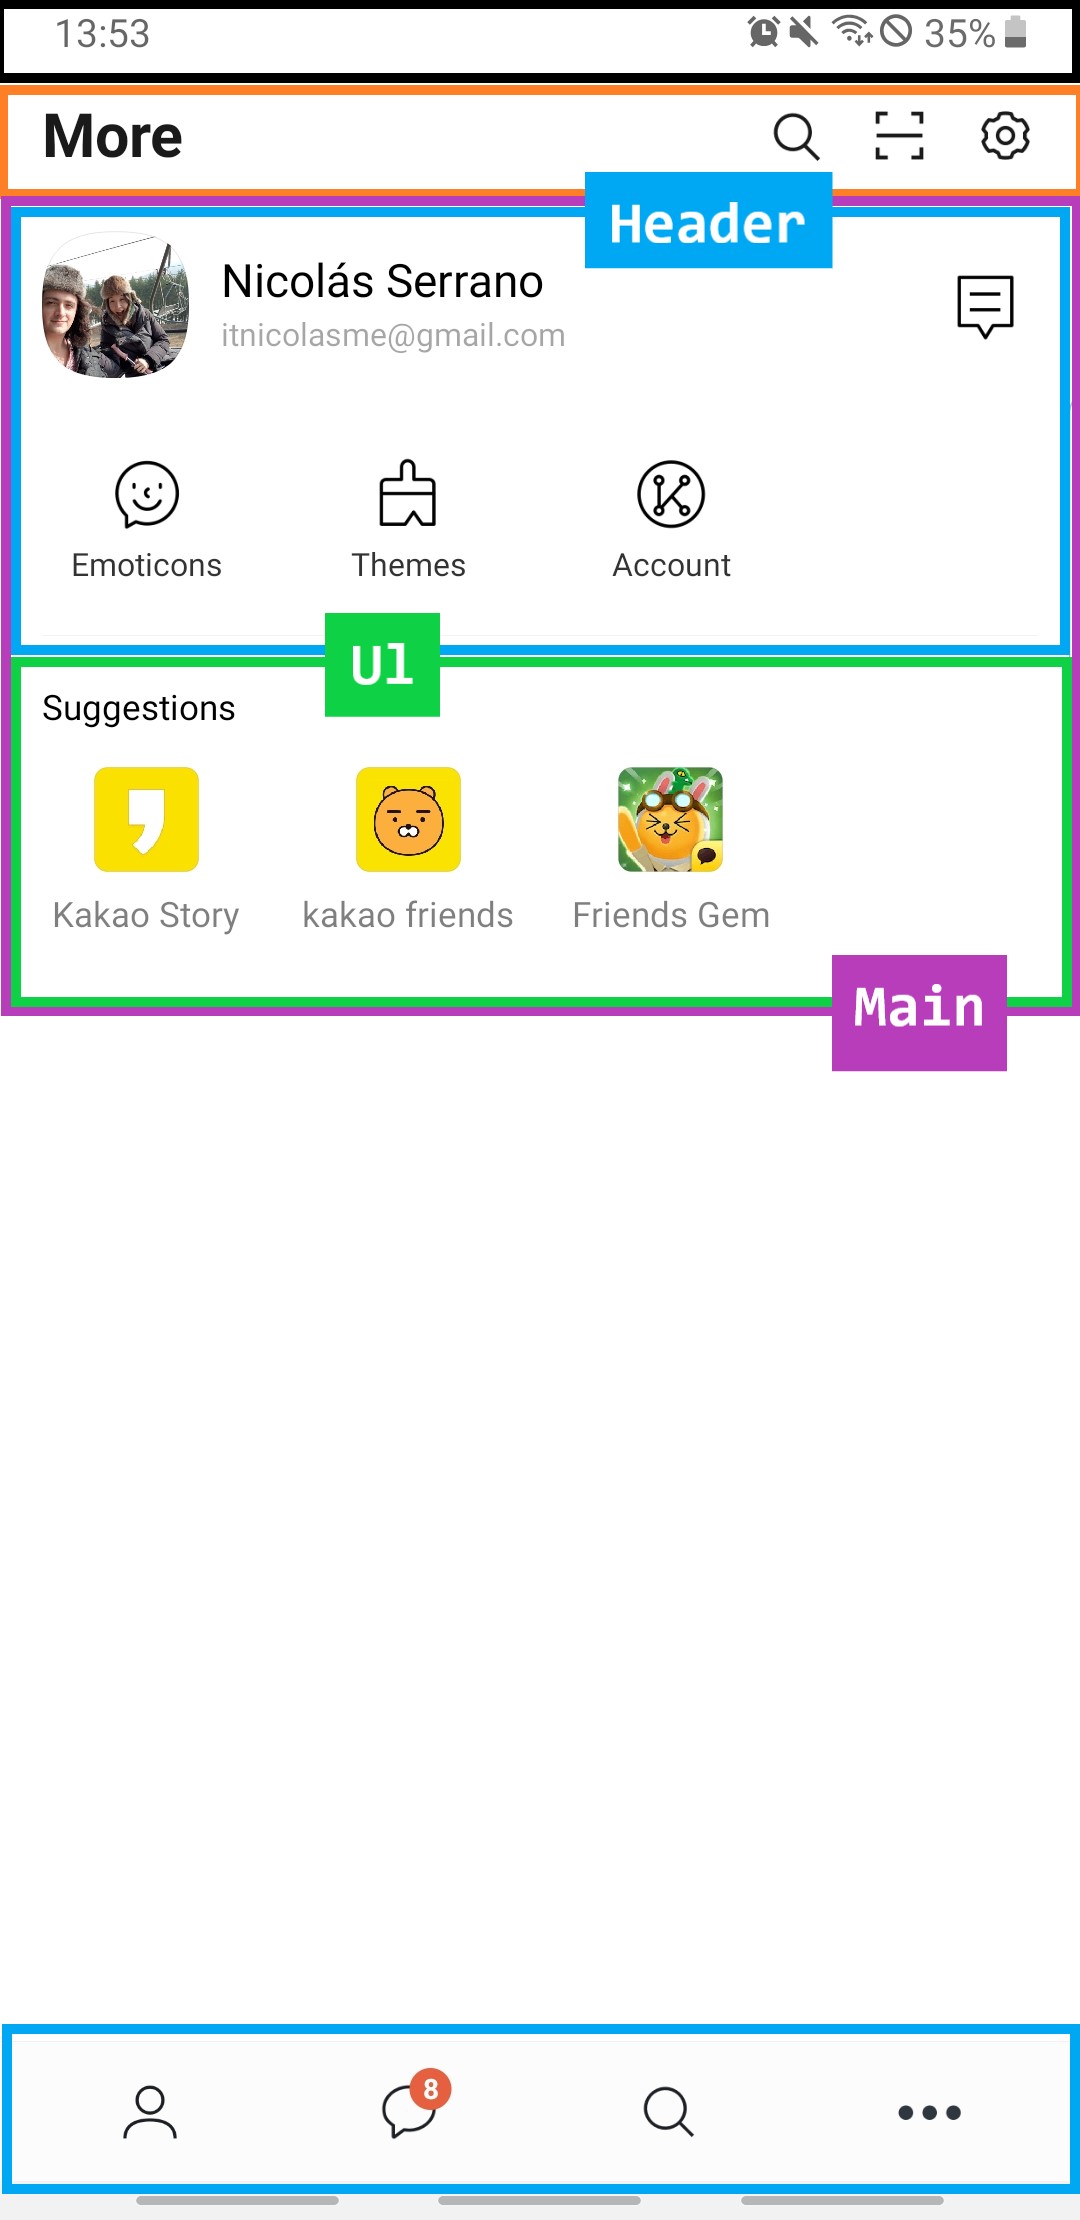 13:53 35%
More
Header
Nicolás Serrano
itnicolasme@gmail.com
Emoticons Themes Account
Ul
Suggestions
Kakao Story kakao friends Friends Gem
Main
8